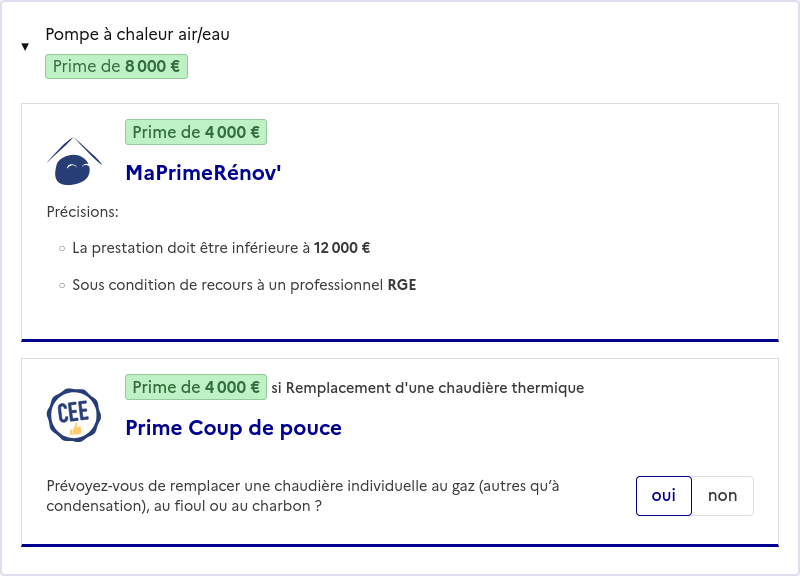 Pompe à chaleur air/eau
Prime de 8 000 €
Prime de 4 000 €
MaPrimeRénov'
Précisions:
La prestation doit être inférieure à 12 000 €
Sous condition de recours à un professionnel RGE
Prime de 4 000 € si Remplacement d'une chaudière thermique
CEE
Prime Coup de pouce
Prévoyez-vous de remplacer une chaudière individuelle au gaz (autres qu’à
condensation), au fioul ou au charbon ?
oui non